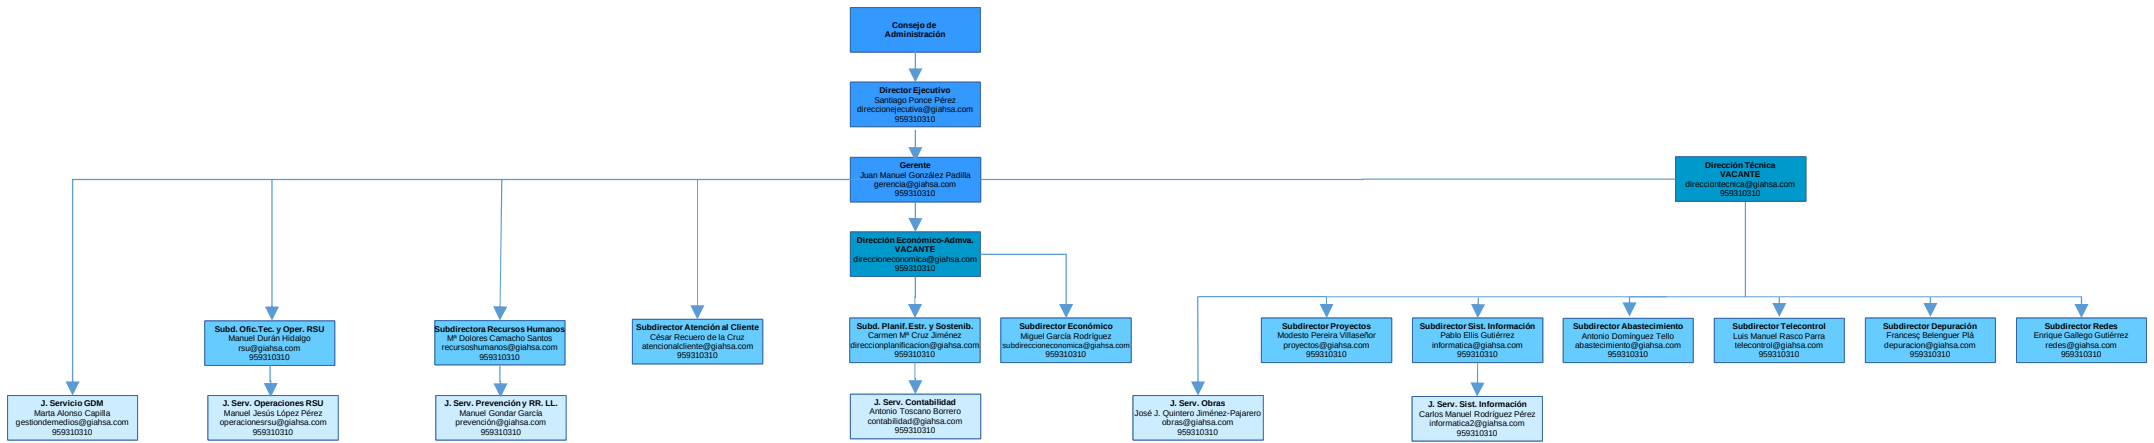 Consejo de
Administración
Director Ejecutivo
Santiago Ponce Pérez
direccionejecutiva@giahsa.com
959310310
Gerente
Juan Manuel González Padilla
gerencia@giahsa.com
959310310
Dirección Técnica
VACANTE
direcciontecnica@giahsa.com
959310310
Dirección Económico-Admva.
VACANTE
direccioneconomica@giahsa.com
959310310
Subd. Ofic.Tec. y Oper. RSU
Manuel Durán Hidalgo
rsu@giahsa.com
959310310
Subdirectora Recursos Humanos
Mª Dolores Camacho Santos
recursoshumanos@giahsa.com
959310310
Subdirector Atención al Cliente
César Recuero de la Cruz
atencionalcliente@giahsa.com
959310310
Subd. Planif. Estr. y Sostenib.
Carmen Mª Cruz Jiménez
direccionplanificacion@giahsa.com
959310310
Subdirector Económico
Miguel García Rodríguez
subdireccioneconomica@giahsa.com
959310310
Subdirector Proyectos
Modesto Pereira Villaseñor
proyectos@giahsa.com
959310310
Subdirector Sist. Información
Pablo Ellis Gutiérrez
informatica@giahsa.com
959310310
Subdirector Abastecimiento
Antonio Domínguez Tello
abastecimiento@giahsa.com
959310310
Subdirector Telecontrol
Luis Manuel Rasco Parra
telecontrol@giahsa.com
959310310
Subdirector Depuración
Francesç Belenguer Plá
depuracion@giahsa.com
959310310
Subdirector Redes
Enrique Gallego Gutiérrez
redes@giahsa.com
959310310
J. Servicio GDM
Marta Alonso Capilla
gestiondemedios@giahsa.com
959310310
J. Serv. Operaciones RSU
Manuel Jesús López Pérez
operacionesrsu@giahsa.com
959310310
J. Serv. Prevención y RR. LL.
Manuel Gondar García
prevención@giahsa.com
959310310
J. Serv. Contabilidad
Antonio Toscano Borrero
contabilidad@giahsa.com
959310310
J. Serv. Obras
José J. Quintero Jiménez-Pajarero
obras@giahsa.com
959310310
J. Serv. Sist. Información
Carlos Manuel Rodríguez Pérez
informatica2@giahsa.com
959310310